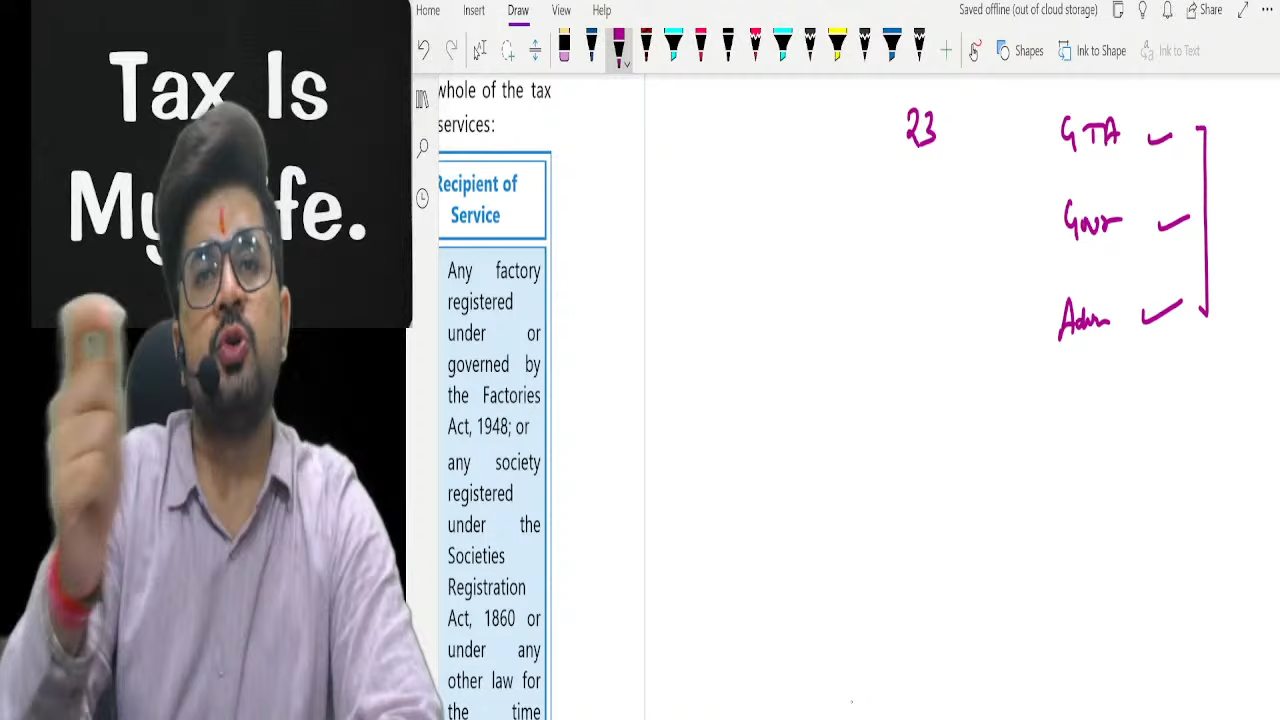 Tax Is
My Life.
Home Insert Draw View Help
Saved offline (out of cloud storage)
Share
Shapes
Ink to Shape
Ink to Text
whole of the tax
services:
Recipient of
Service
Any factory
registered
under or
governed by
the Factories
Act, 1948; or
any society
registered
under the
Societies
Registration
Act, 1860 or
under any
other law for
the time
23
GTA